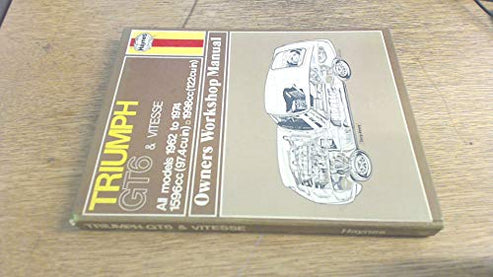 Haynes
TRIUMPH
GT6 & VITESSE
All models 1962 to 1974
1596cc (97.4cu in) □ 1998cc (122cu in)
Owners Workshop Manual
TRIUMPH GT6 & VITESSE
Haynes